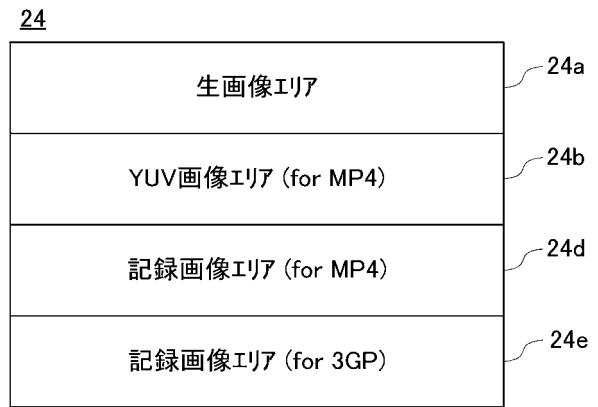 24
生画像エリア
24a
YUV画像エリア (for MP4)
24b
記録画像エリア (for MP4)
24d
記録画像エリア (for 3GP)
24e